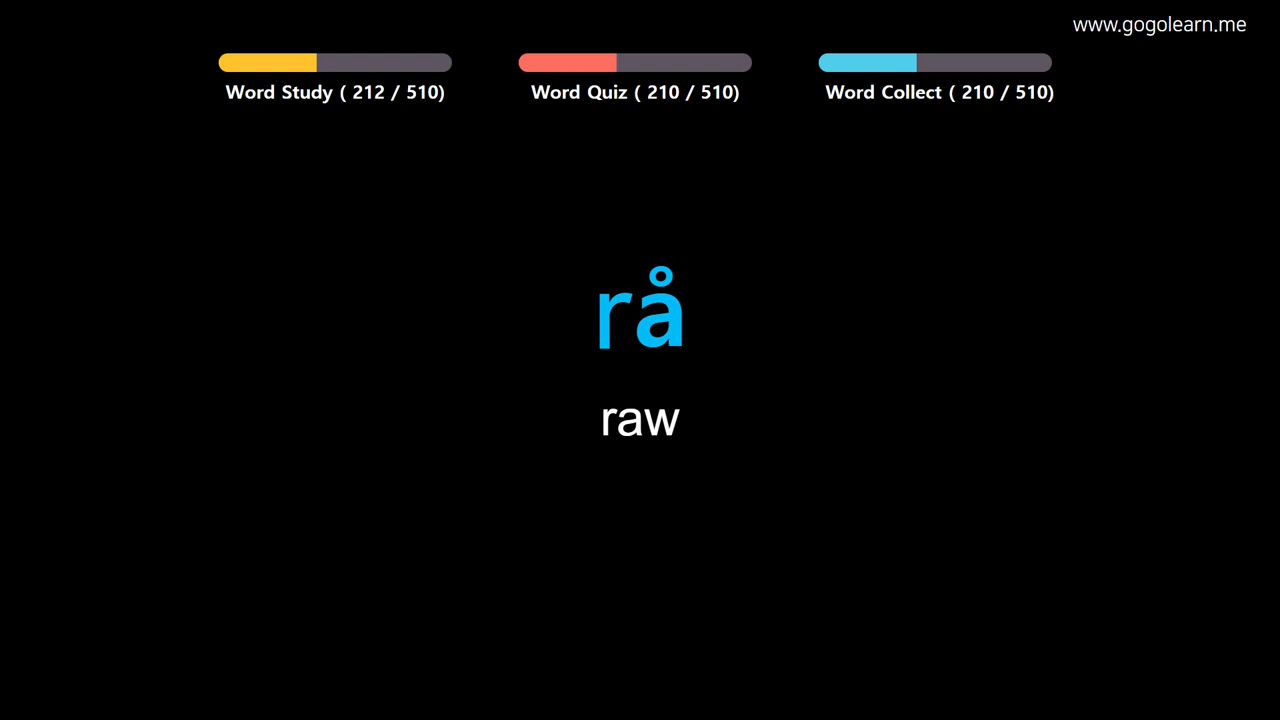 www.gogolearn.me
Word Study ( 212 / 510)
Word Quiz ( 210 / 510)
Word Collect ( 210 / 510)
rå
raw